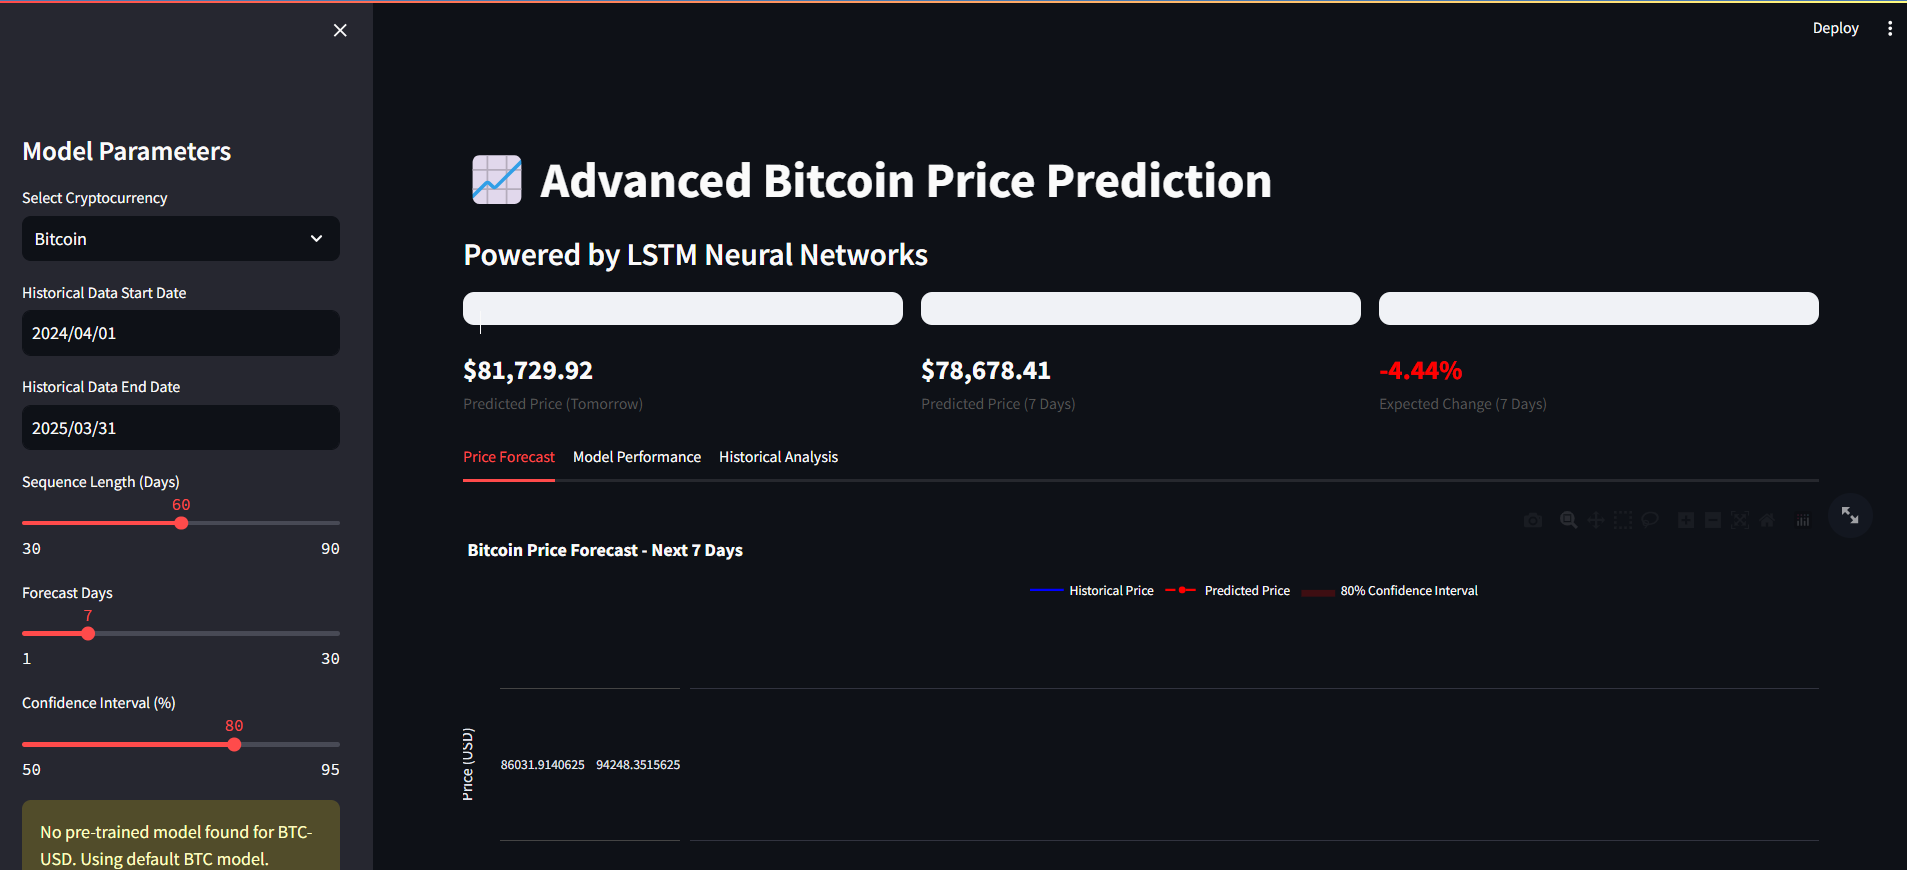 Deploy
Model Parameters
Select Cryptocurrency
Bitcoin
Historical Data Start Date
2024/04/01
Historical Data End Date
2025/03/31
Sequence Length (Days)
60
30 90
Forecast Days
7
1 30
Confidence Interval (%)
80
50 95
No pre-trained model found for BTC-
USD. Using default BTC model.
Advanced Bitcoin Price Prediction
Powered by LSTM Neural Networks
$81,729.92
Predicted Price (Tomorrow)
$78,678.41
Predicted Price (7 Days)
-4.44%
Expected Change (7 Days)
Price Forecast Model Performance Historical Analysis
Bitcoin Price Forecast - Next 7 Days
Historical Price Predicted Price 80% Confidence Interval
Price (USD)
86031.9140625 94248.3515625